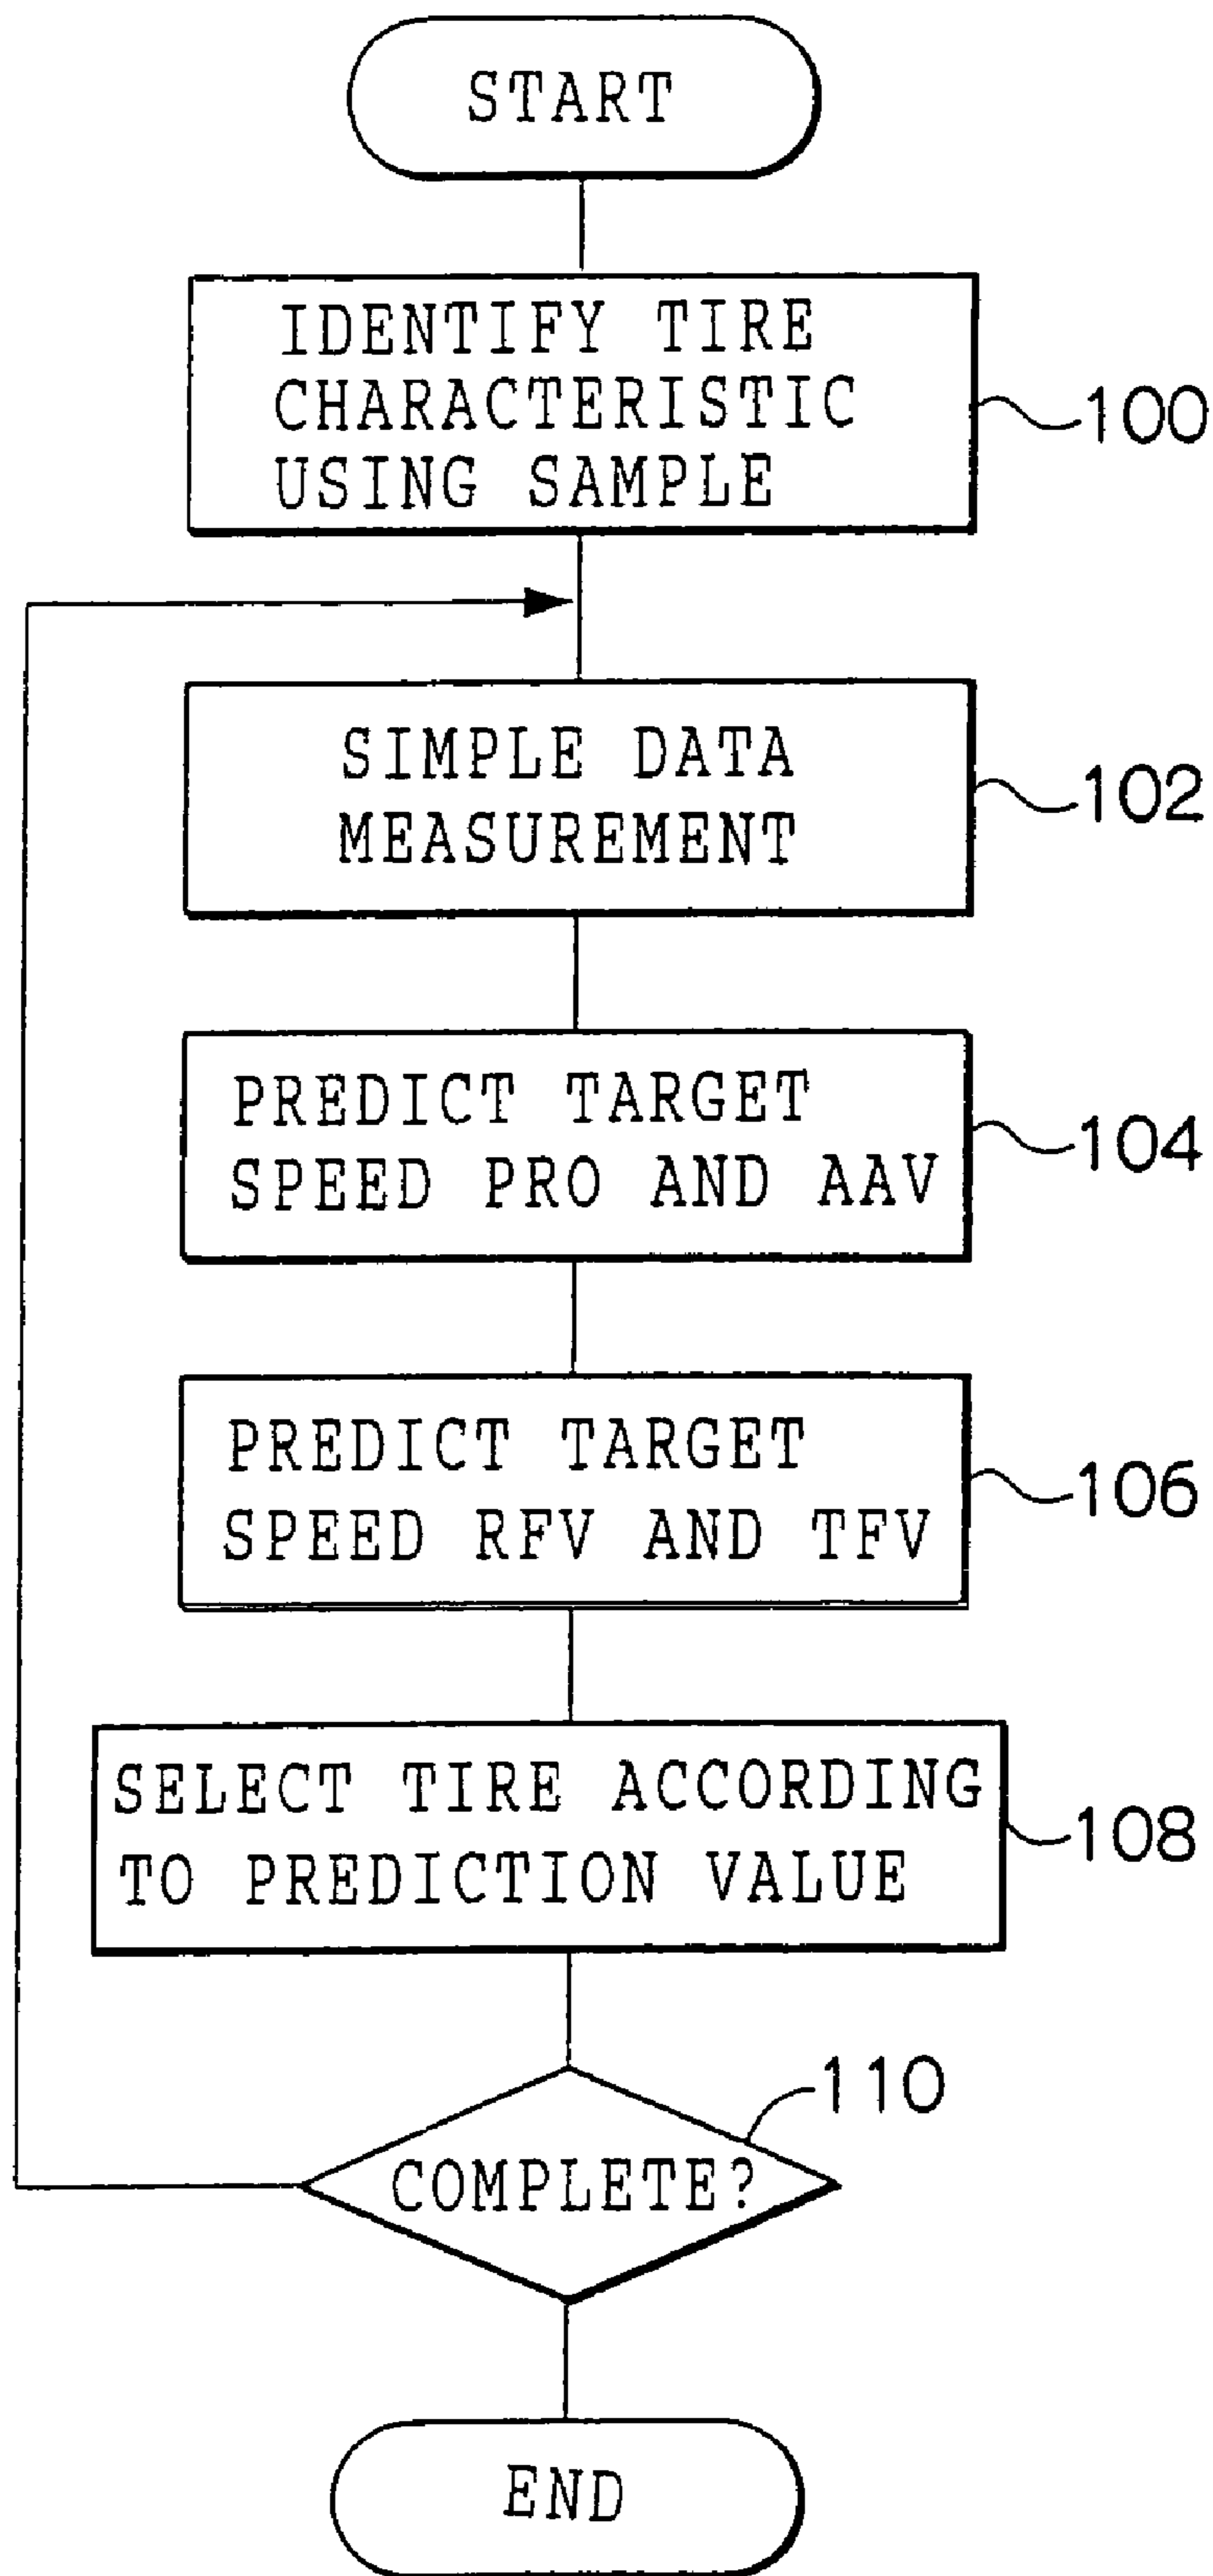 START
IDENTIFY TIRE
CHARACTERISTIC
USING SAMPLE
100
SIMPLE DATA
MEASUREMENT
102
PREDICT TARGET
SPEED PRO AND AAV
104
PREDICT TARGET
SPEED RFV AND TFV
106
SELECT TIRE ACCORDING
TO PREDICTION VALUE
108
110
COMPLETE?
END